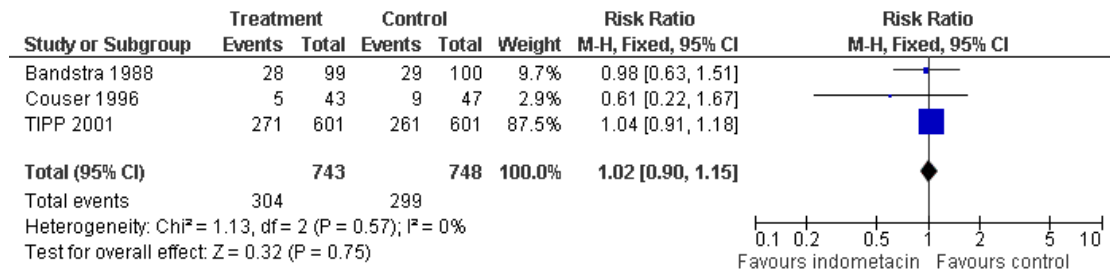 Treatment Control Risk Ratio Risk Ratio
Study or Subgroup Events Total Events Total Weight M-H, Fixed, 95% CI M-H, Fixed, 95% CI
Bandstra 1988 28 99 29 100 9.7% 0.98 [0.63, 1.51]
Couser 1996 5 43 9 47 2.9% 0.61 [0.22, 1.67]
TIPP 2001 271 601 261 601 87.5% 1.04 [0.91, 1.18]
Total (95% CI) 743 748 100.0% 1.02 [0.90, 1.15]
Total events 304 299
Heterogeneity: Chi² = 1.13, df = 2 (P = 0.57); I² = 0%
Test for overall effect: Z = 0.32 (P = 0.75)
0.1 0.2 0.5 1 2 5 10
Favours indometacin Favours control